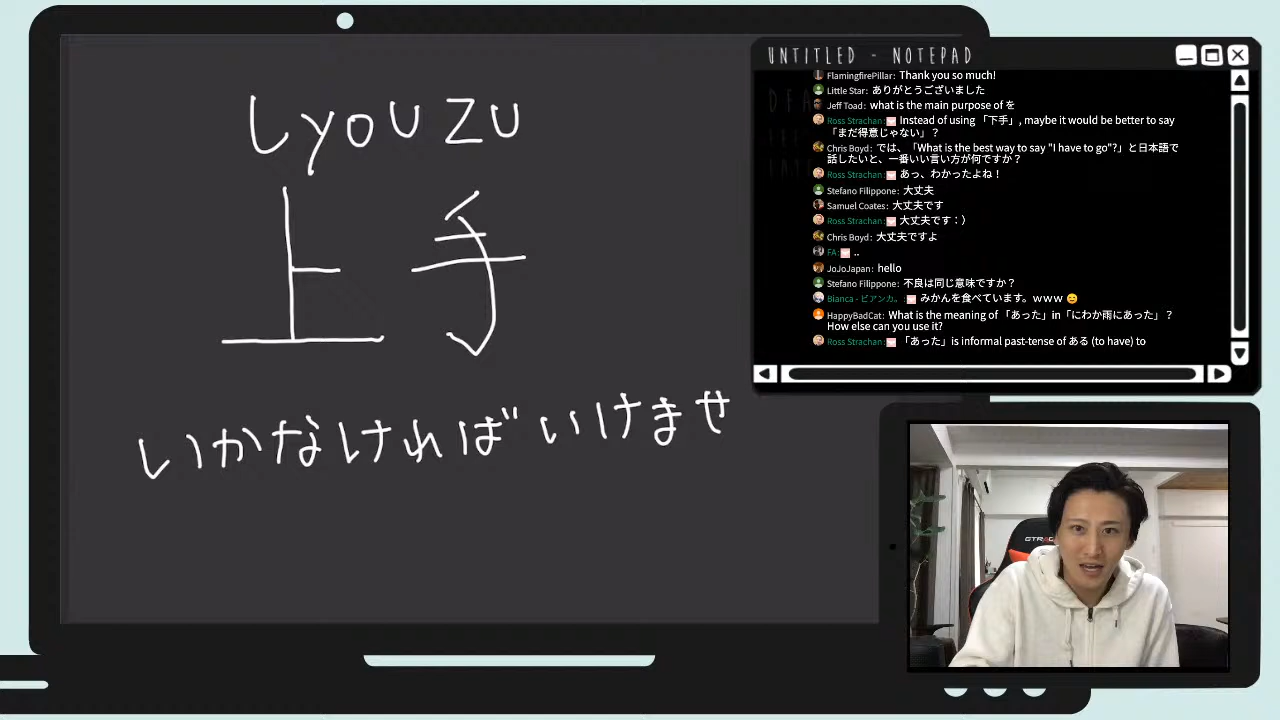 じyouzu
上手
いかなければいけませ
UNTITLED - NOTEPAD
FlamingfirePillar: Thank you so much!
Little Star: ありがとうございました
Jeff Toad: what is the main purpose of を
Ross Strachan: Instead of using 「下手」, maybe it would be better to say
「まだ得意じゃない」？
Chris Boyd: では、「What is the best way to say "I have to go"?」と日本語で
話したいと、一番いい言い方が何ですか？
Ross Strachan: あっ、わかったよね！
Stefano Filippone: 大丈夫
Samuel Coates: 大丈夫です
Ross Strachan: 大丈夫です：）
Chris Boyd: 大丈夫ですよ
FA: ..
JoJoJapan: hello
Stefano Filippone: 不良は同じ意味ですか？
Bianca - ビアンカ。: みかんを食べています。ｗｗｗ 😊
HappyBadCat: What is the meaning of 「あった」in「にわか雨にあった」？
How else can you use it?
Ross Strachan: 「あった」is informal past-tense of ある (to have) to